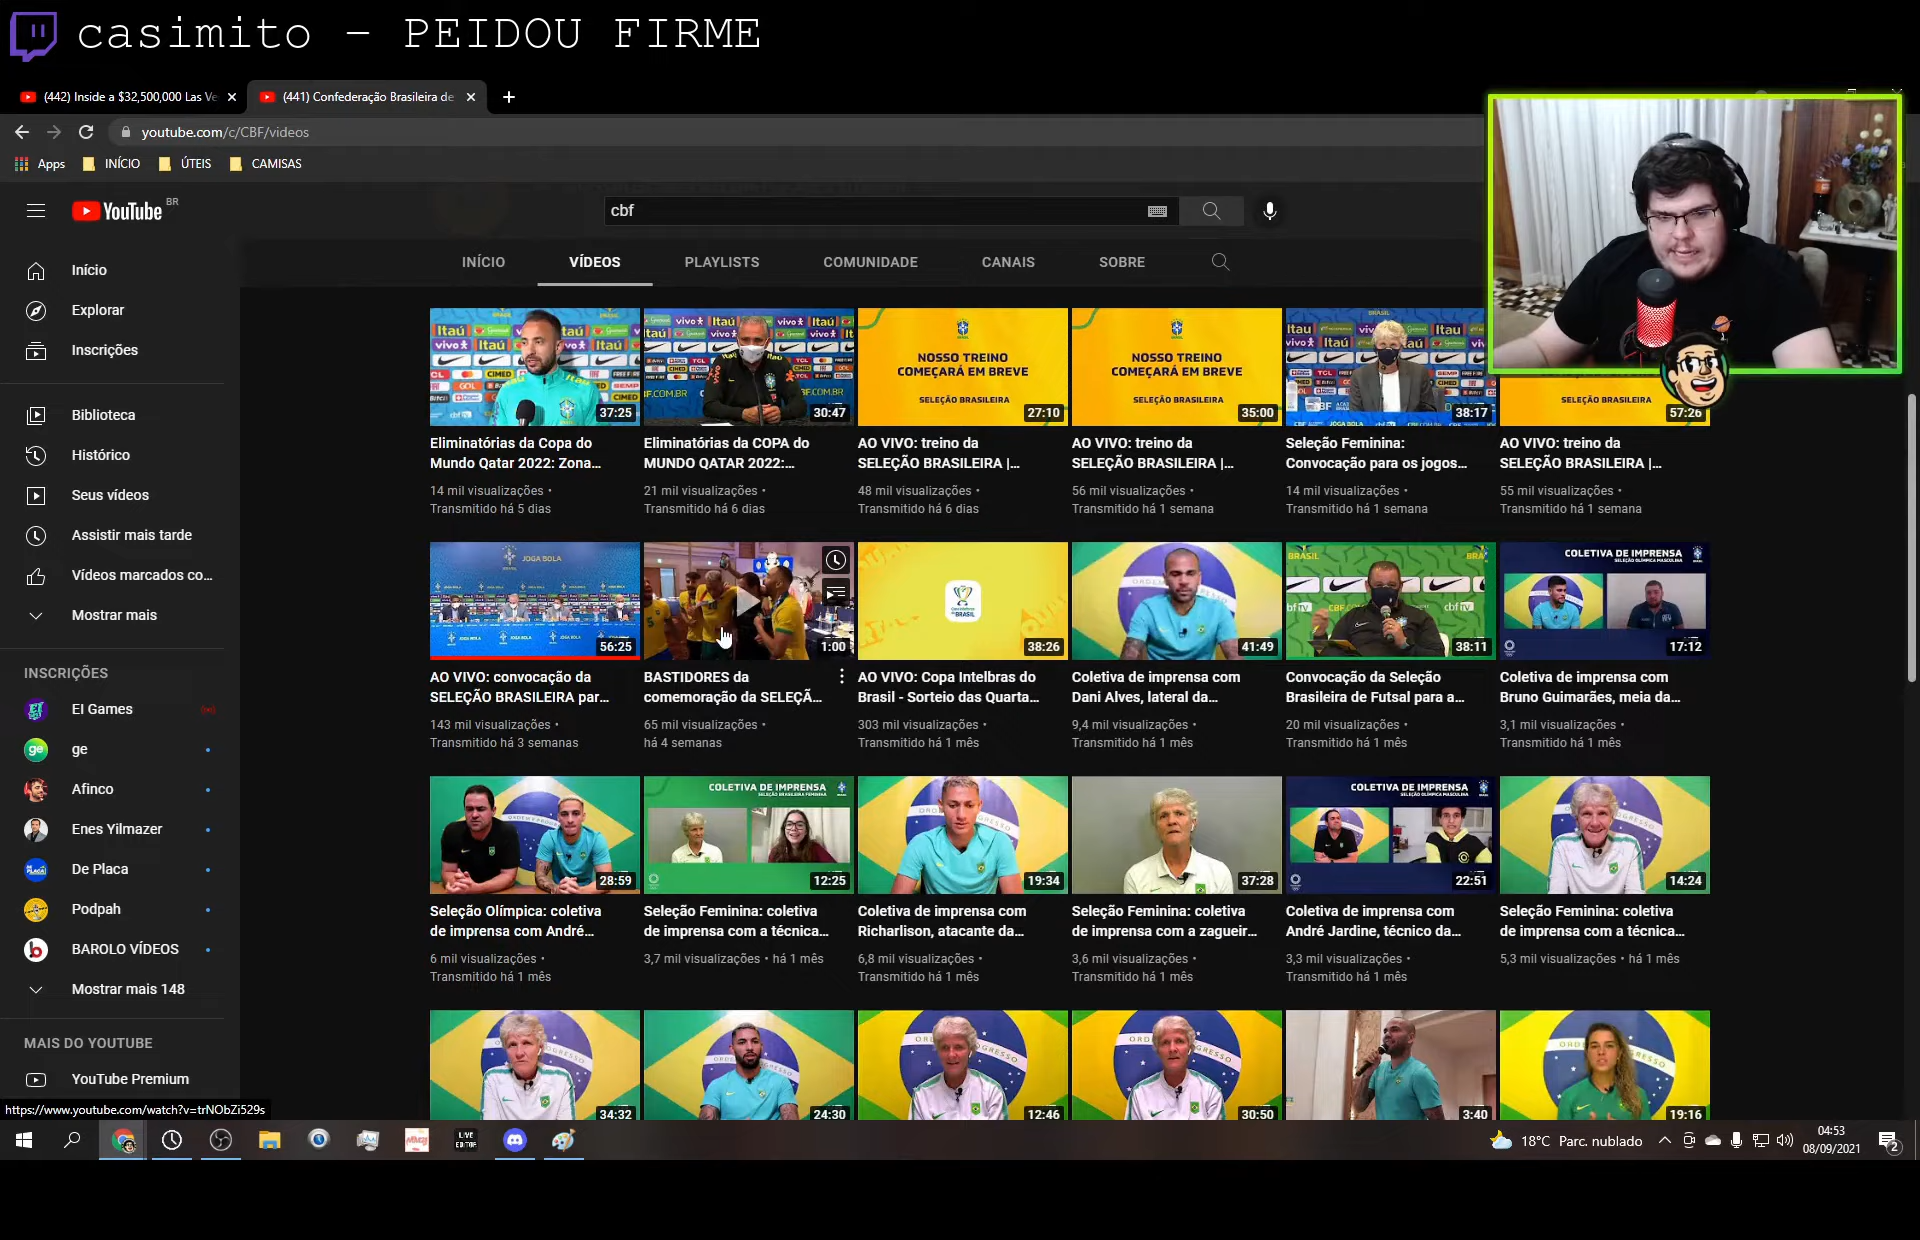 casimito - PEIDOU FIRME
(442) Inside a $32,500,000 Las Ve
(441) Confederação Brasileira de
youtube.com/c/CBF/videos
Apps
INÍCIO
ÚTEIS
CAMISAS
YouTube BR
cbf
INÍCIO
VÍDEOS
PLAYLISTS
COMUNIDADE
CANAIS
SOBRE
Início
Explorar
Inscrições
Biblioteca
Histórico
Seus vídeos
Assistir mais tarde
Vídeos marcados co...
Mostrar mais
INSCRIÇÕES
EI Games
ge
Afinco
Enes Yilmazer
De Placa
Podpah
BAROLO VÍDEOS
Mostrar mais 148
MAIS DO YOUTUBE
YouTube Premium
https://www.youtube.com/watch?v=trNObZi529s
37:25
Eliminatórias da Copa do
Mundo Qatar 2022: Zona...
14 mil visualizações •
Transmitido há 5 dias
30:47
Eliminatórias da COPA do
MUNDO QATAR 2022:...
21 mil visualizações •
Transmitido há 6 dias
NOSSO TREINO
COMEÇARÁ EM BREVE
SELEÇÃO BRASILEIRA
27:10
AO VIVO: treino da
SELEÇÃO BRASILEIRA |...
48 mil visualizações •
Transmitido há 6 dias
NOSSO TREINO
COMEÇARÁ EM BREVE
SELEÇÃO BRASILEIRA
35:00
AO VIVO: treino da
SELEÇÃO BRASILEIRA |...
56 mil visualizações •
Transmitido há 1 semana
38:17
Seleção Feminina:
Convocação para os jogos...
14 mil visualizações •
Transmitido há 1 semana
SELEÇÃO BRASILEIRA
57:26
AO VIVO: treino da
SELEÇÃO BRASILEIRA |...
55 mil visualizações •
Transmitido há 1 semana
JOGA BOLA
56:25
AO VIVO: convocação da
SELEÇÃO BRASILEIRA par...
143 mil visualizações •
Transmitido há 3 semanas
1:00
BASTIDORES da
comemoração da SELEÇÃ...
65 mil visualizações •
há 4 semanas
38:26
AO VIVO: Copa Intelbras do
Brasil - Sorteio das Quarta...
303 mil visualizações •
Transmitido há 1 mês
41:49
Coletiva de imprensa com
Dani Alves, lateral da...
9,4 mil visualizações •
Transmitido há 1 mês
38:11
Convocação da Seleção
Brasileira de Futsal para a...
20 mil visualizações •
Transmitido há 1 mês
COLETIVA DE IMPRENSA
SELEÇÃO OLÍMPICA MASCULINA
17:12
Coletiva de imprensa com
Bruno Guimarães, meia da...
3,1 mil visualizações •
Transmitido há 1 mês
28:59
Seleção Olímpica: coletiva
de imprensa com André...
6 mil visualizações •
Transmitido há 1 mês
COLETIVA DE IMPRENSA
SELEÇÃO BRASILEIRA FEMININA
12:25
Seleção Feminina: coletiva
de imprensa com a técnica...
3,7 mil visualizações • há 1 mês
19:34
Coletiva de imprensa com
Richarlison, atacante da...
6,8 mil visualizações •
Transmitido há 1 mês
37:28
Seleção Feminina: coletiva
de imprensa com a zagueir...
3,6 mil visualizações •
Transmitido há 1 mês
COLETIVA DE IMPRENSA
SELEÇÃO OLÍMPICA MASCULINA
22:51
Coletiva de imprensa com
André Jardine, técnico da...
3,3 mil visualizações •
Transmitido há 1 mês
14:24
Seleção Feminina: coletiva
de imprensa com a técnica...
5,3 mil visualizações • há 1 mês
34:32
24:30
12:46
30:50
3:40
19:16
LIVE
EDITOR
18°C Parc. nublado
04:53
08/09/2021
2